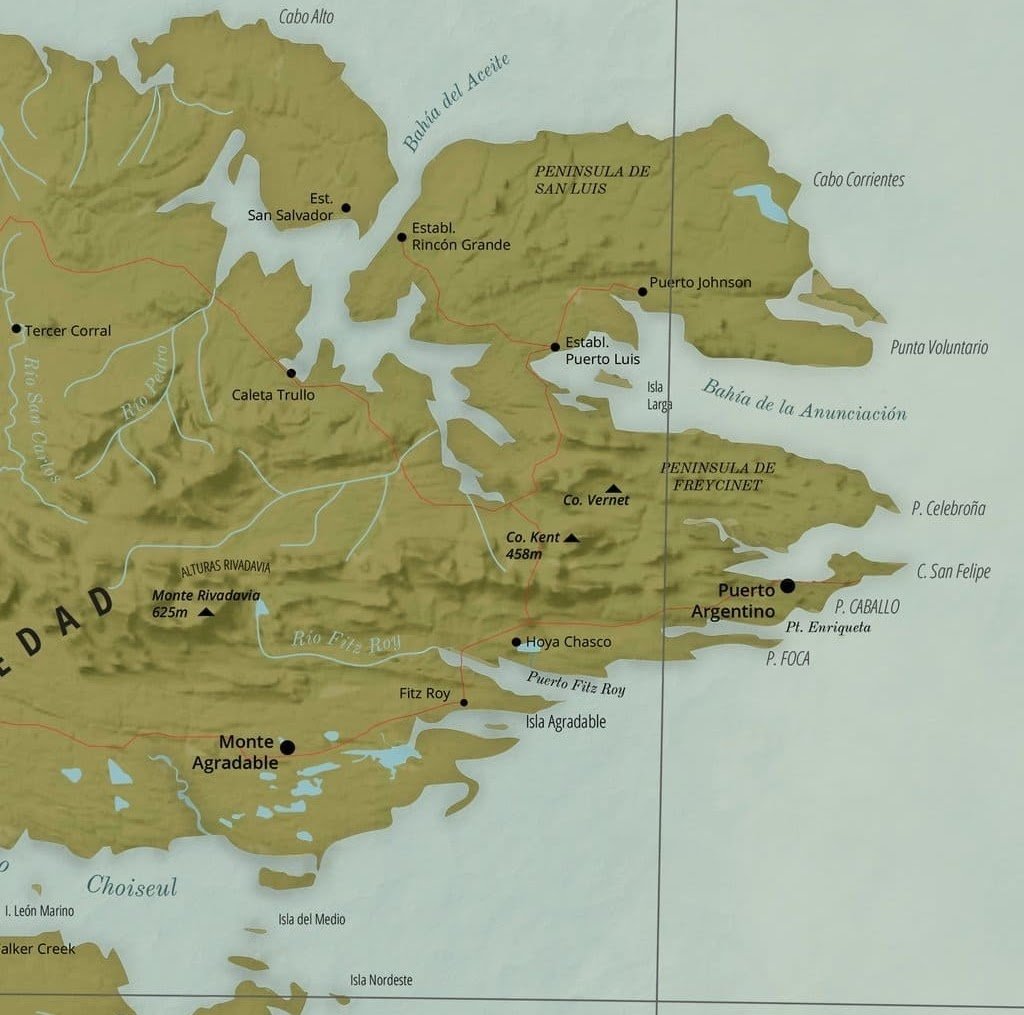 Cabo Alto
Bahía del Aceite
PENINSULA DE
SAN LUIS
Cabo Corrientes
Est.
San Salvador
Establ.
Rincón Grande
Puerto Johnson
Tercer Corral
Establ.
Puerto Luis
Punta Voluntario
Río San Carlos
Río Pedro
Caleta Trullo
Isla
Larga
Bahía de la Anunciación
PENINSULA DE
FREYCINET
Co. Vernet
P. Celebroña
Co. Kent
458m
ALTURAS RIVADAVIA
C. San Felipe
Monte Rivadavia
625m
Puerto
Argentino
P. CABALLO
Pt. Enriqueta
EDAD
Río Fitz Roy
Hoya Chasco
P. FOCA
Puerto Fitz Roy
Fitz Roy
Isla Agradable
Monte
Agradable
o
Choiseul
I. León Marino
Isla del Medio
alker Creek
Isla Nordeste